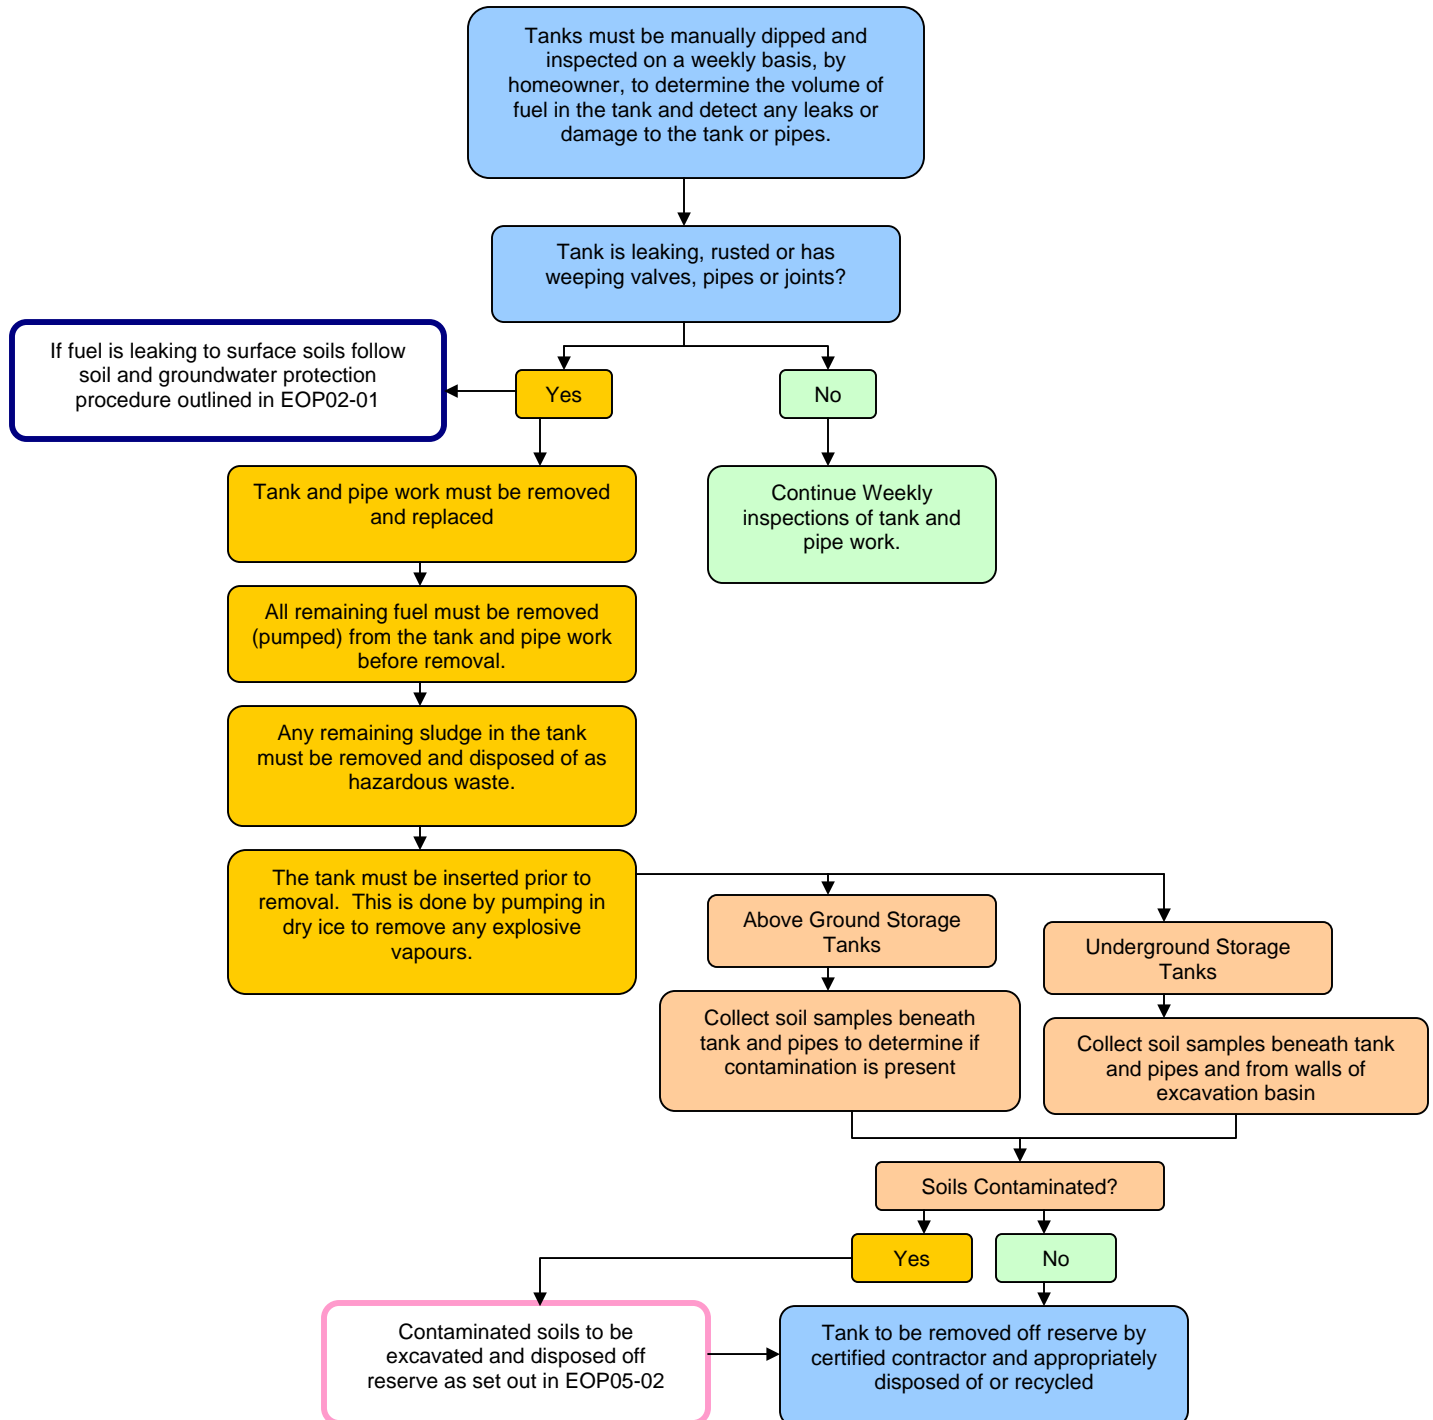 Tanks must be manually dipped and
inspected on a weekly basis, by
homeowner, to determine the volume of
fuel in the tank and detect any leaks or
damage to the tank or pipes.
Tank is leaking, rusted or has
weeping valves, pipes or joints?
If fuel is leaking to surface soils follow
soil and groundwater protection
procedure outlined in EOP02-01
Yes
No
Tank and pipe work must be removed
and replaced
Continue Weekly
inspections of tank and
pipe work.
All remaining fuel must be removed
(pumped) from the tank and pipe work
before removal.
Any remaining sludge in the tank
must be removed and disposed of as
hazardous waste.
The tank must be inserted prior to
removal.  This is done by pumping in
dry ice to remove any explosive
vapours.
Above Ground Storage
Tanks
Underground Storage
Tanks
Collect soil samples beneath
tank and pipes to determine if
contamination is present
Collect soil samples beneath tank
and pipes and from walls of
excavation basin
Soils Contaminated?
Yes
No
Contaminated soils to be
excavated and disposed off
reserve as set out in EOP05-02
Tank to be removed off reserve by
certified contractor and appropriately
disposed of or recycled